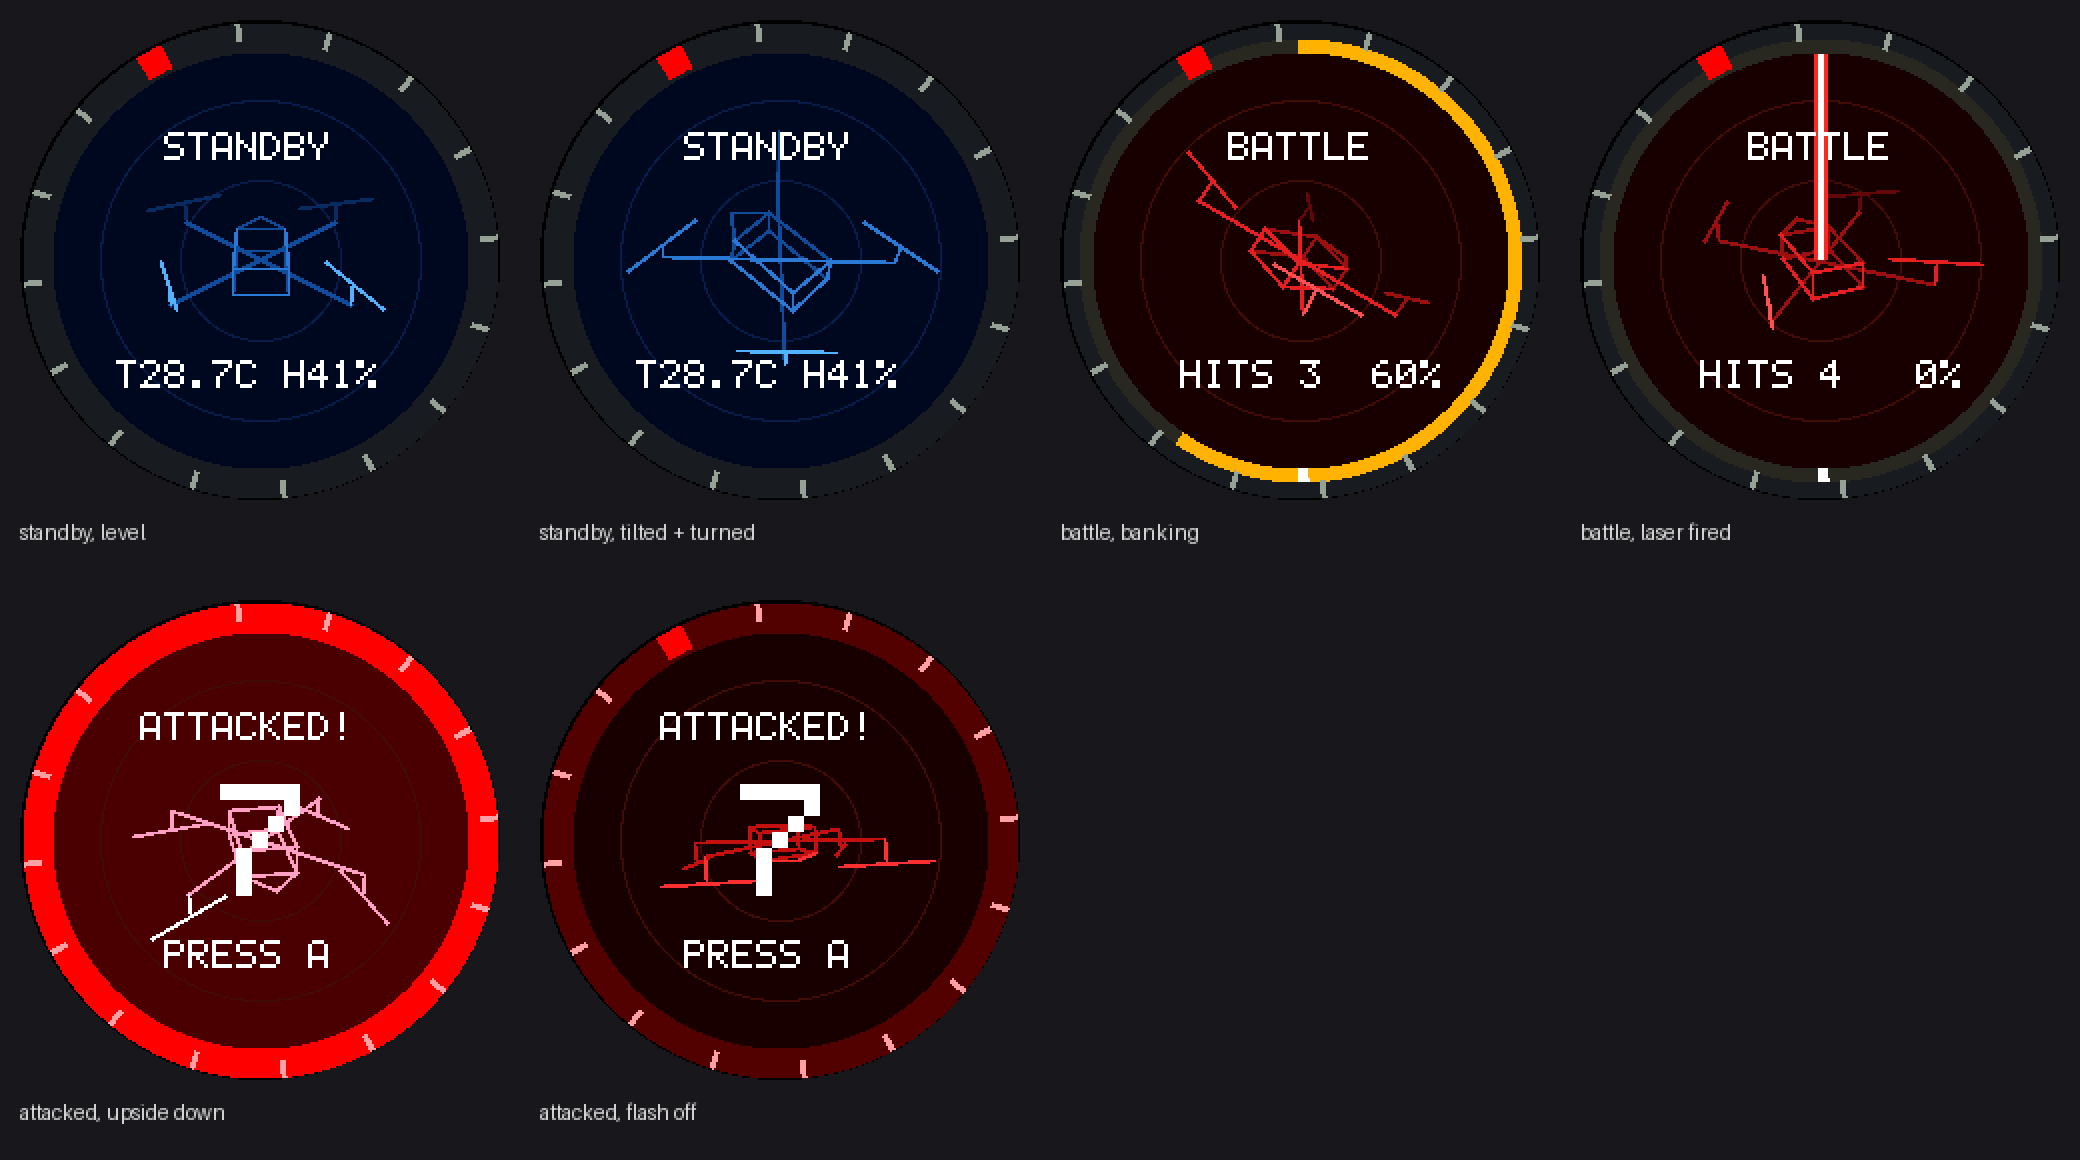 STANDBY
T28.7C H41%
standby, level
STANDBY
T28.7C H41%
standby, tilted + turned
BATTLE
HITS 3 60%
battle, banking
BATTLE
HITS 4 0%
battle, laser fired
ATTACKED!
7
PRESS A
attacked, upside down
ATTACKED!
7
PRESS A
attacked, flash off